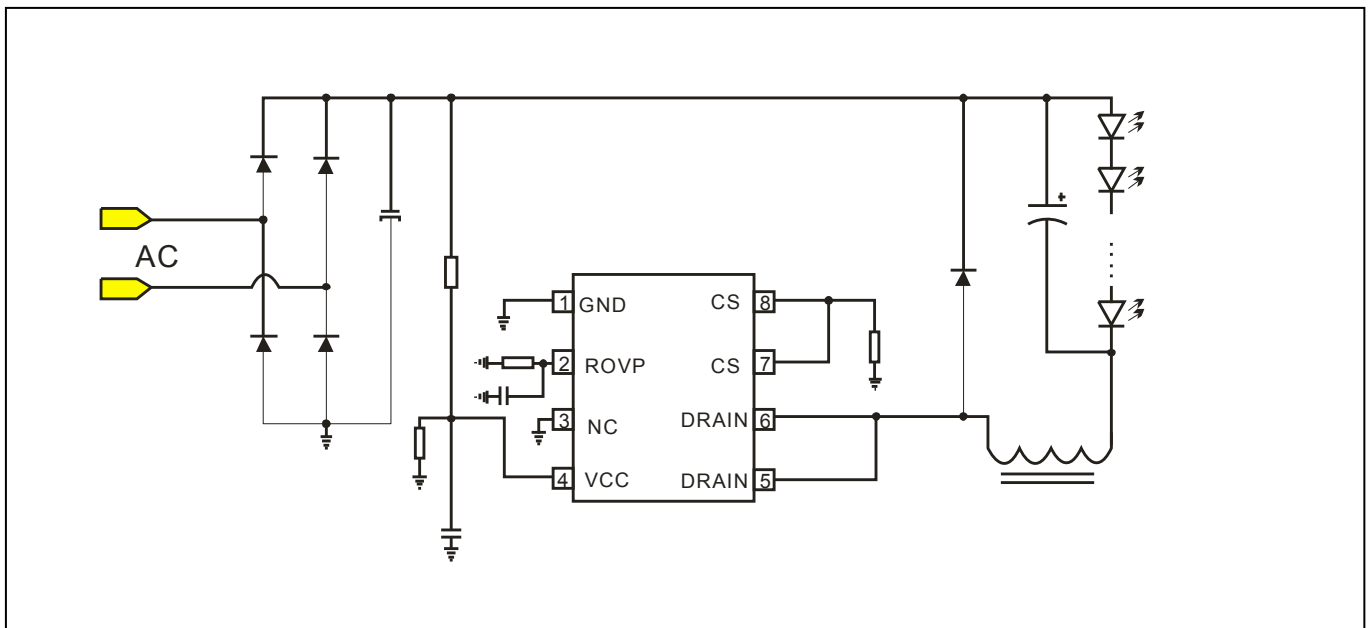 AC
1 GND
2 ROVP
3 NC
4 VCC
CS 8
CS 7
DRAIN 6
DRAIN 5
+